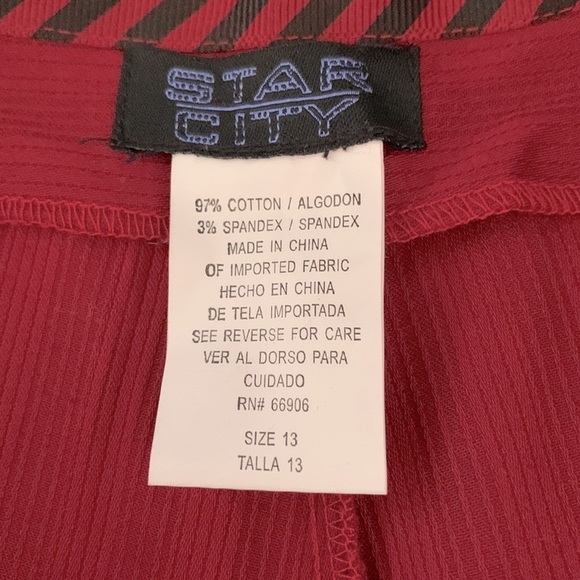 STAR
CITY
97% COTTON / ALGODON
3% SPANDEX / SPANDEX
MADE IN CHINA
OF IMPORTED FABRIC
HECHO EN CHINA
DE TELA IMPORTADA
SEE REVERSE FOR CARE
VER AL DORSO PARA
CUIDADO
RN# 66906
SIZE 13
TALLA 13